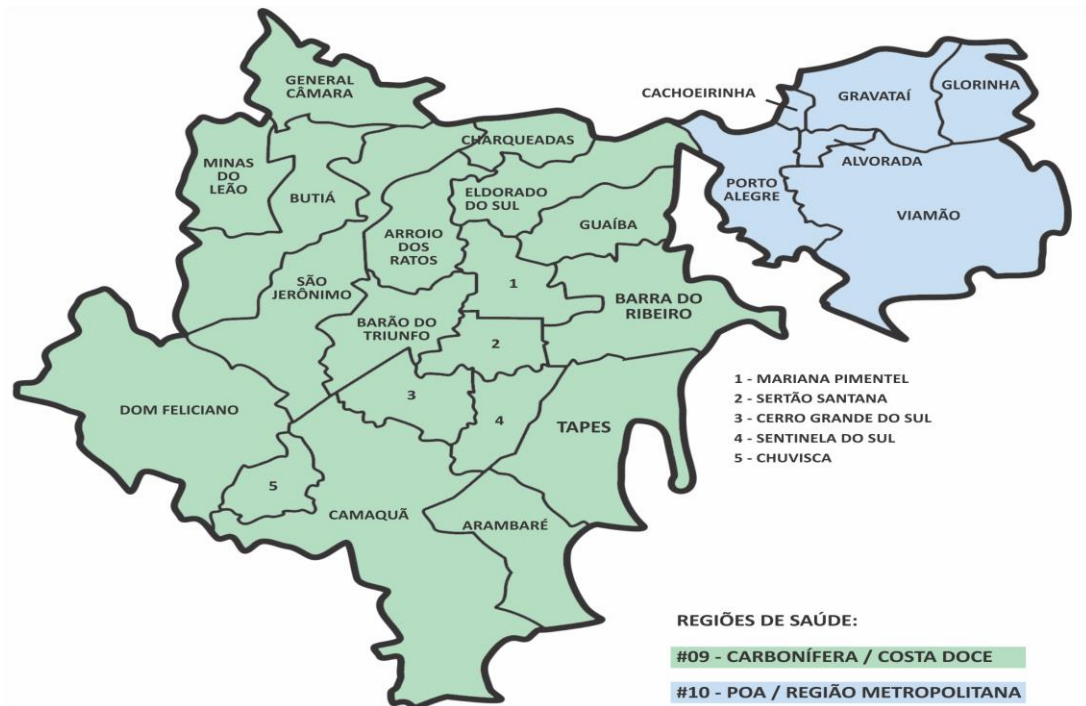 GENERAL
CÂMARA
CACHOEIRINHA
GRAVATAÍ
GLORINHA
CHARQUEADAS
MINAS
DO
LEÃO
BUTIÁ
ELDORADO
DO SUL
PORTO
ALEGRE
ALVORADA
VIAMÃO
ARROIO
DOS
RATOS
GUAÍBA
SÃO
JERÔNIMO
1
BARRA DO
RIBEIRO
BARÃO DO
TRIUNFO
2
DOM FELICIANO
3
4
TAPES
1 - MARIANA PIMENTEL
2 - SERTÃO SANTANA
3 - CERRO GRANDE DO SUL
4 - SENTINELA DO SUL
5 - CHUVISCA
5
CAMAQUÃ
ARAMBARÉ
REGIÕES DE SAÚDE:
#09 - CARBONÍFERA / COSTA DOCE
#10 - POA / REGIÃO METROPOLITANA